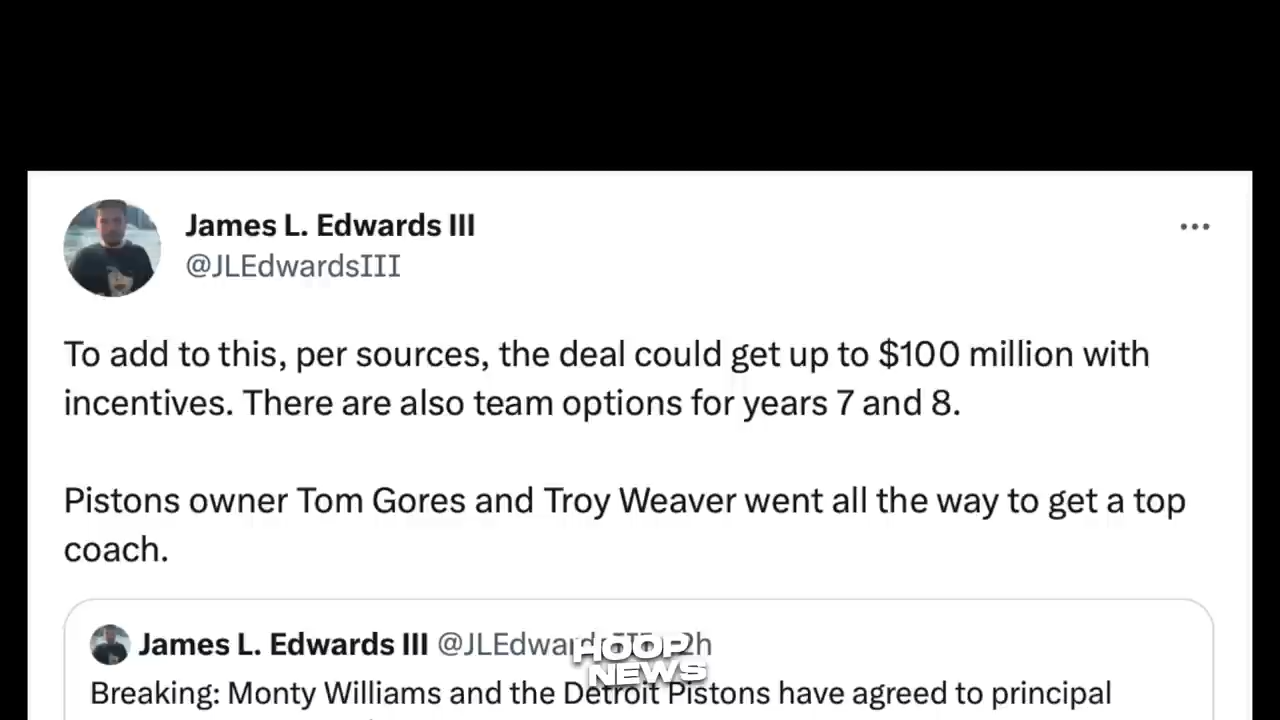 James L. Edwards III
@JLEdwardsIII
To add to this, per sources, the deal could get up to $100 million with
incentives. There are also team options for years 7 and 8.
Pistons owner Tom Gores and Troy Weaver went all the way to get a top
coach.
James L. Edwards III @JLEdwardsIII 2h
HOOP
NEWS
Breaking: Monty Williams and the Detroit Pistons have agreed to principal